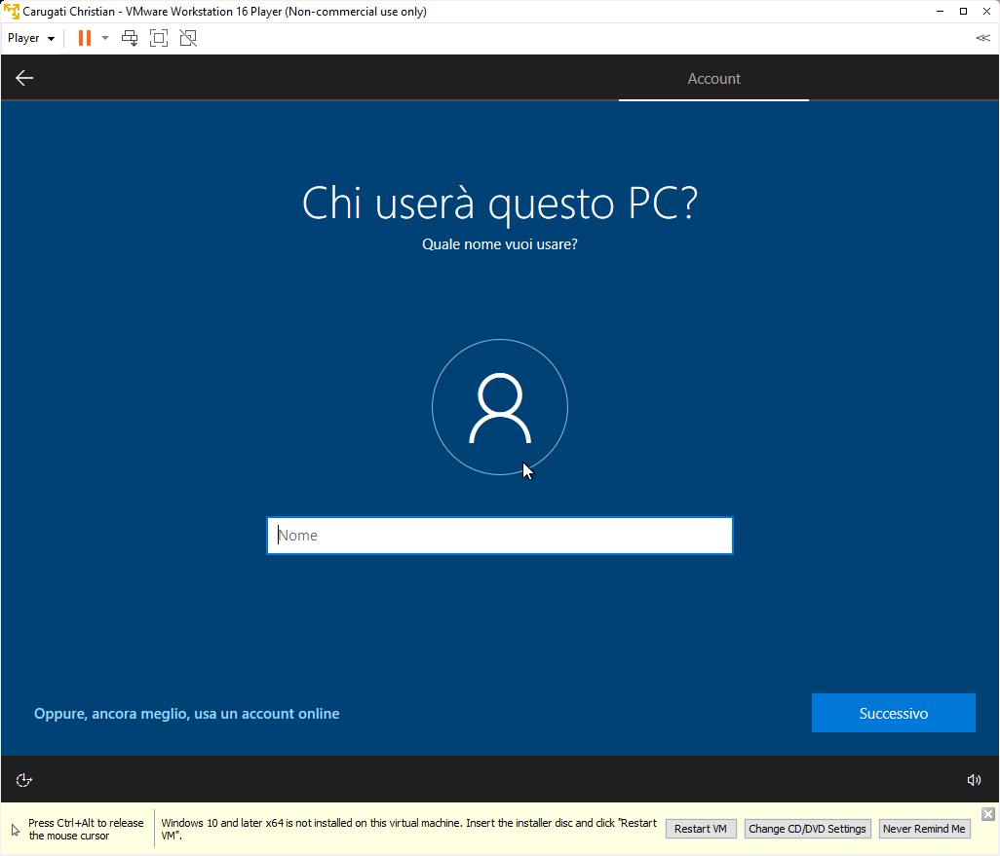 Carugati Christian - VMware Workstation 16 Player (Non-commercial use only)
Player
Account
Chi userà questo PC?
Quale nome vuoi usare?
Nome
Oppure, ancora meglio, usa un account online
Successivo
Press Ctrl+Alt to release
the mouse cursor
Windows 10 and later x64 is not installed on this virtual machine. Insert the installer disc and click "Restart
VM".
Restart VM
Change CD/DVD Settings
Never Remind Me